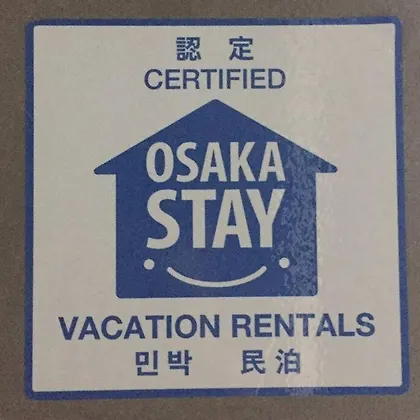 認定
CERTIFIED
OSAKA
STAY
VACATION RENTALS
민박 民泊